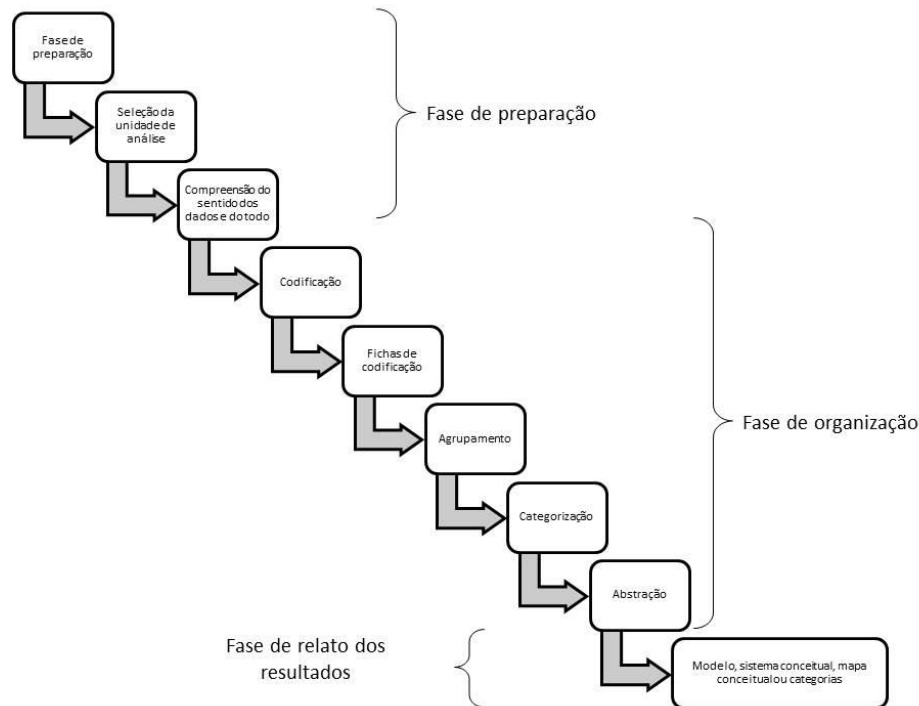 Fase de
preparação
Seleção da
unidade de
análise
Fase de preparação
Compreensão do
sentido dos
dados e do todo
Codificação
Fichas de
codificação
Agrupamento
Fase de organização
Categorização
Abstração
Fase de relato dos
resultados
Modelo, sistema conceitual, mapa
conceitual ou categorias